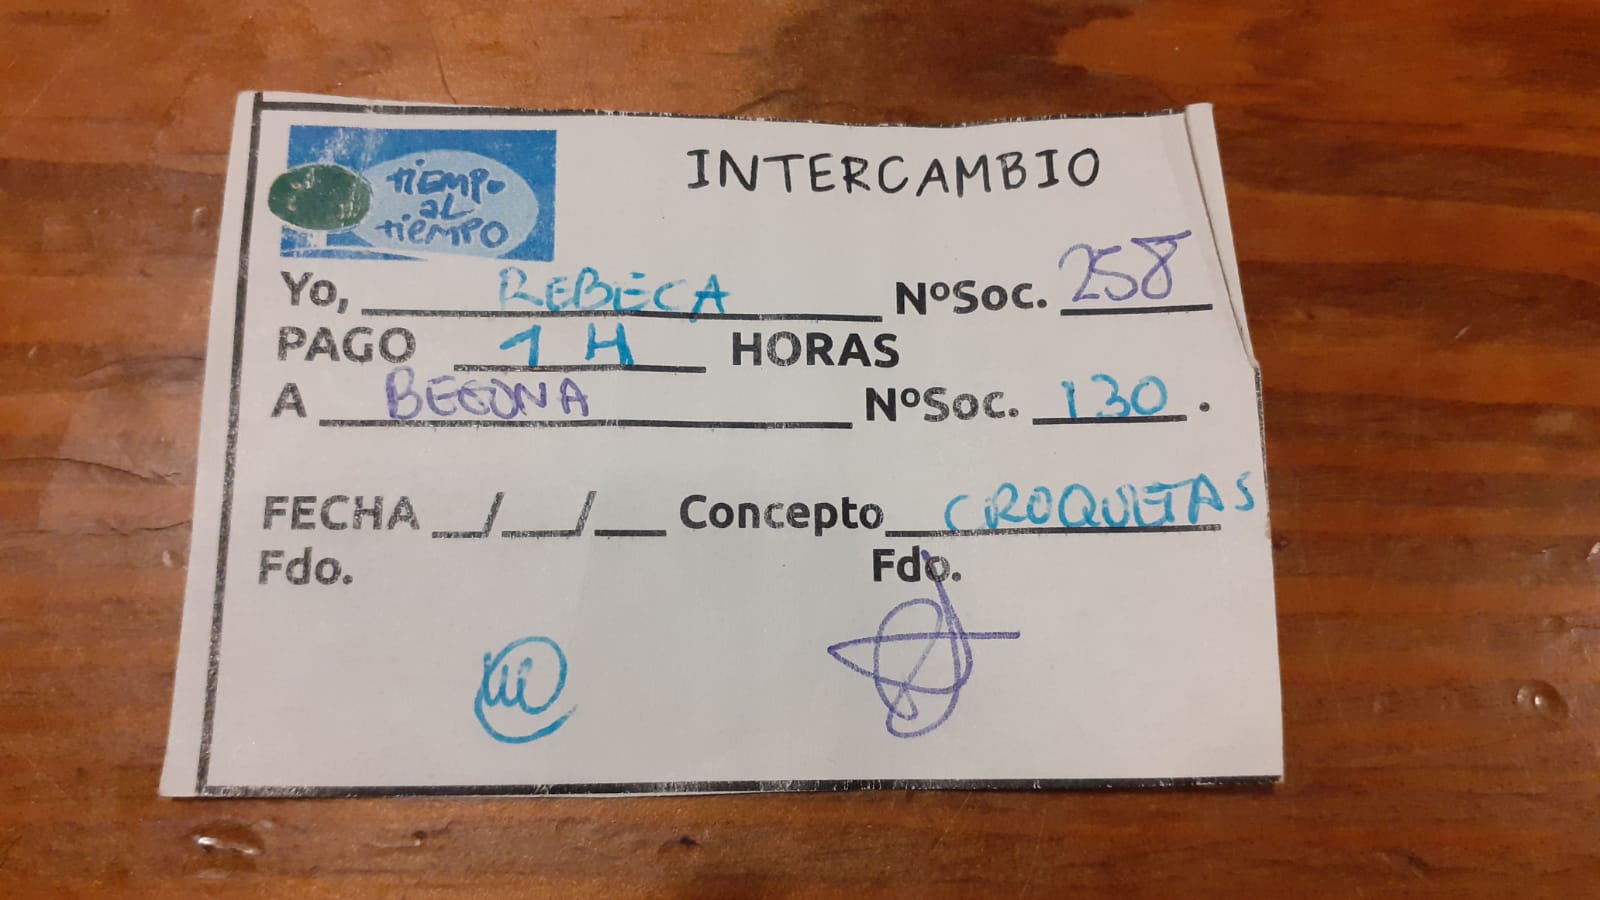 tiempo
al
tiempo
INTERCAMBIO
Yo, REBECA NºSoc. 258
PAGO 1 H HORAS
A BEGONA NºSoc. 130.
FECHA __/__/__ Concepto CROQUETAS
Fdo. Fdo.